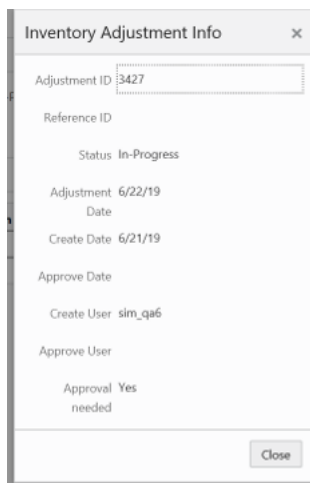 Inventory Adjustment Info ×
Adjustment ID 3427
Reference ID
Status In-Progress
Adjustment Date 6/22/19
Create Date 6/21/19
Approve Date
Create User sim_qa6
Approve User
Approval needed Yes
Close